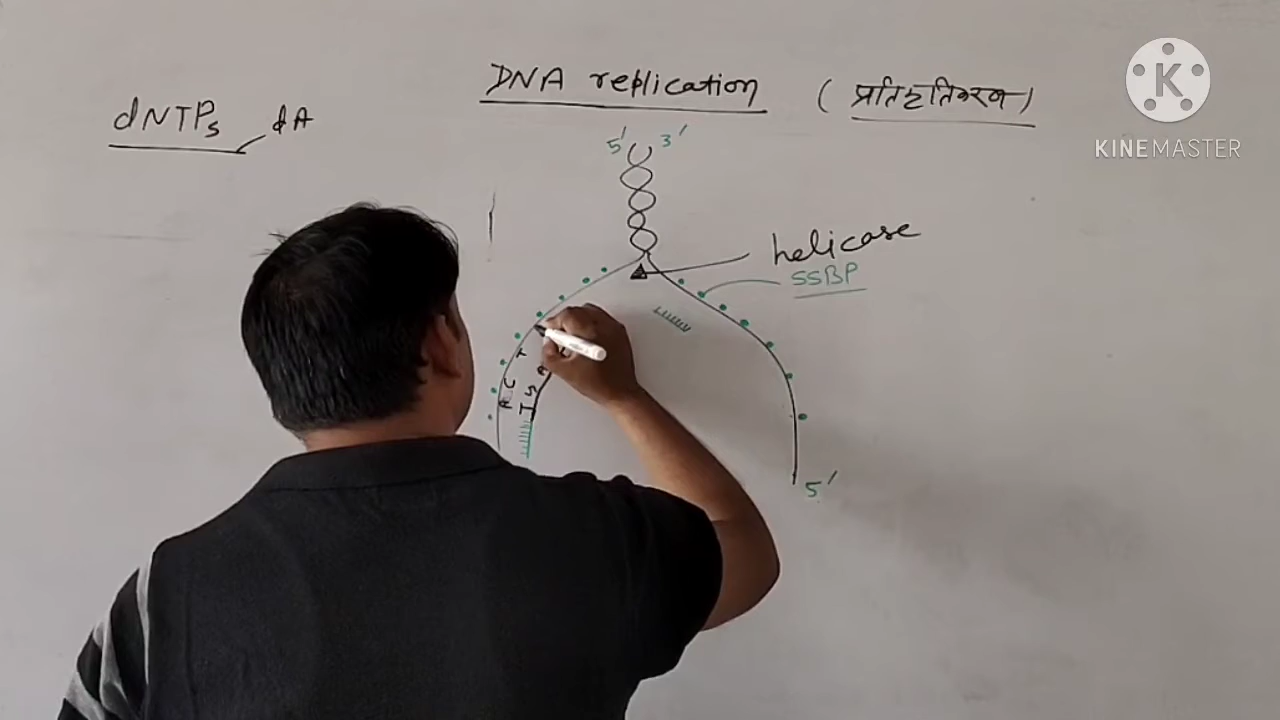 DNA replication (प्रतिकृतिकरण)
dNTPs dA
5' 3'
helicase
SSBP
T
A
C
G
A
T
5'
KINEMASTER